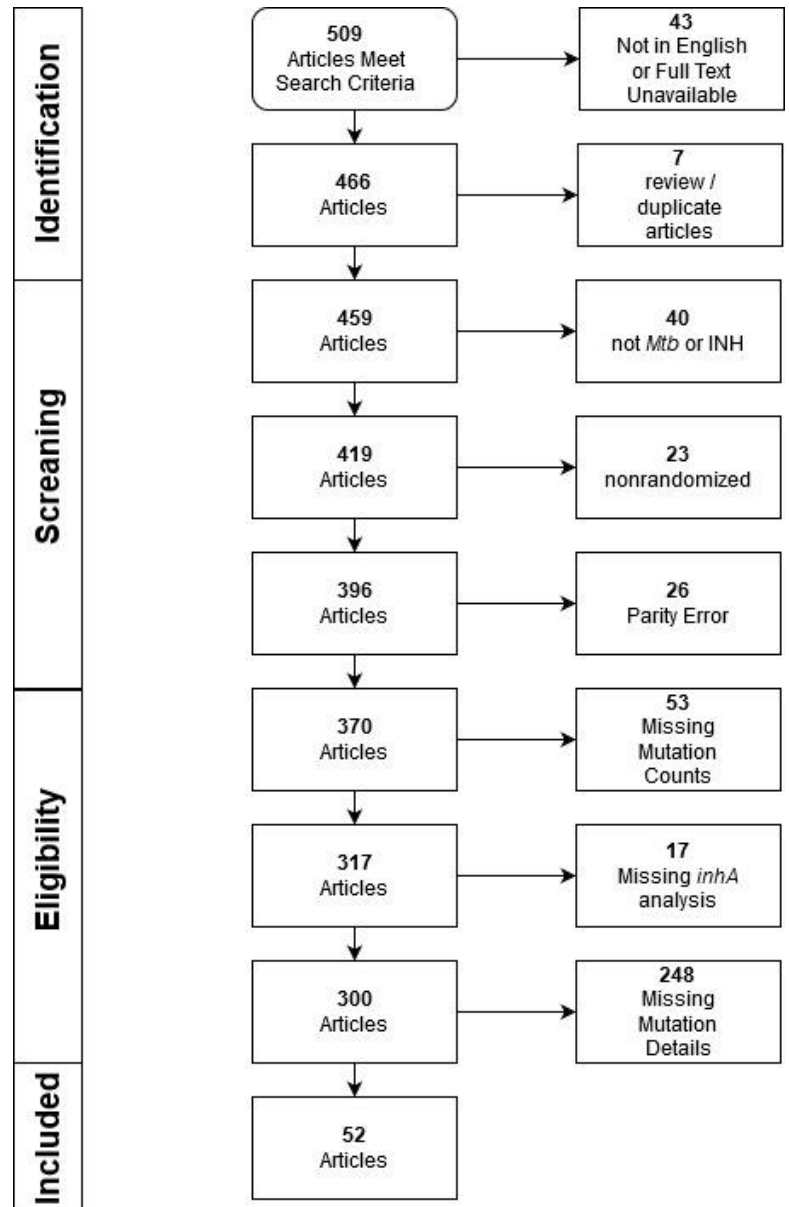 Identification
509
Articles Meet
Search Criteria
43
Not in English
or Full Text
Unavailable
466
Articles
7
review /
duplicate
articles
Screaning
459
Articles
40
not Mtb or INH
419
Articles
23
nonrandomized
396
Articles
26
Parity Error
Eligibility
370
Articles
53
Missing
Mutation
Counts
317
Articles
17
Missing inhA
analysis
300
Articles
248
Missing
Mutation
Details
Included
52
Articles